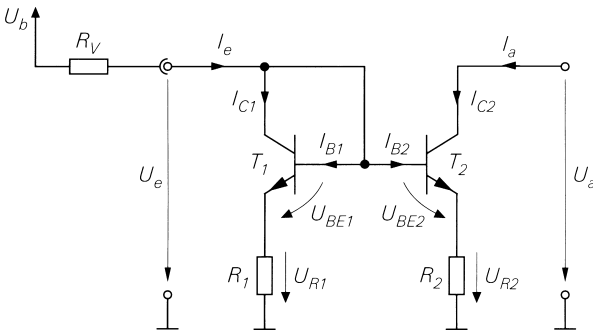 U_b
R_V
I_e
I_a
I_C1
I_C2
I_B1
I_B2
T_1
T_2
U_e
U_a
U_BE1
U_BE2
R_1
U_R1
R_2
U_R2